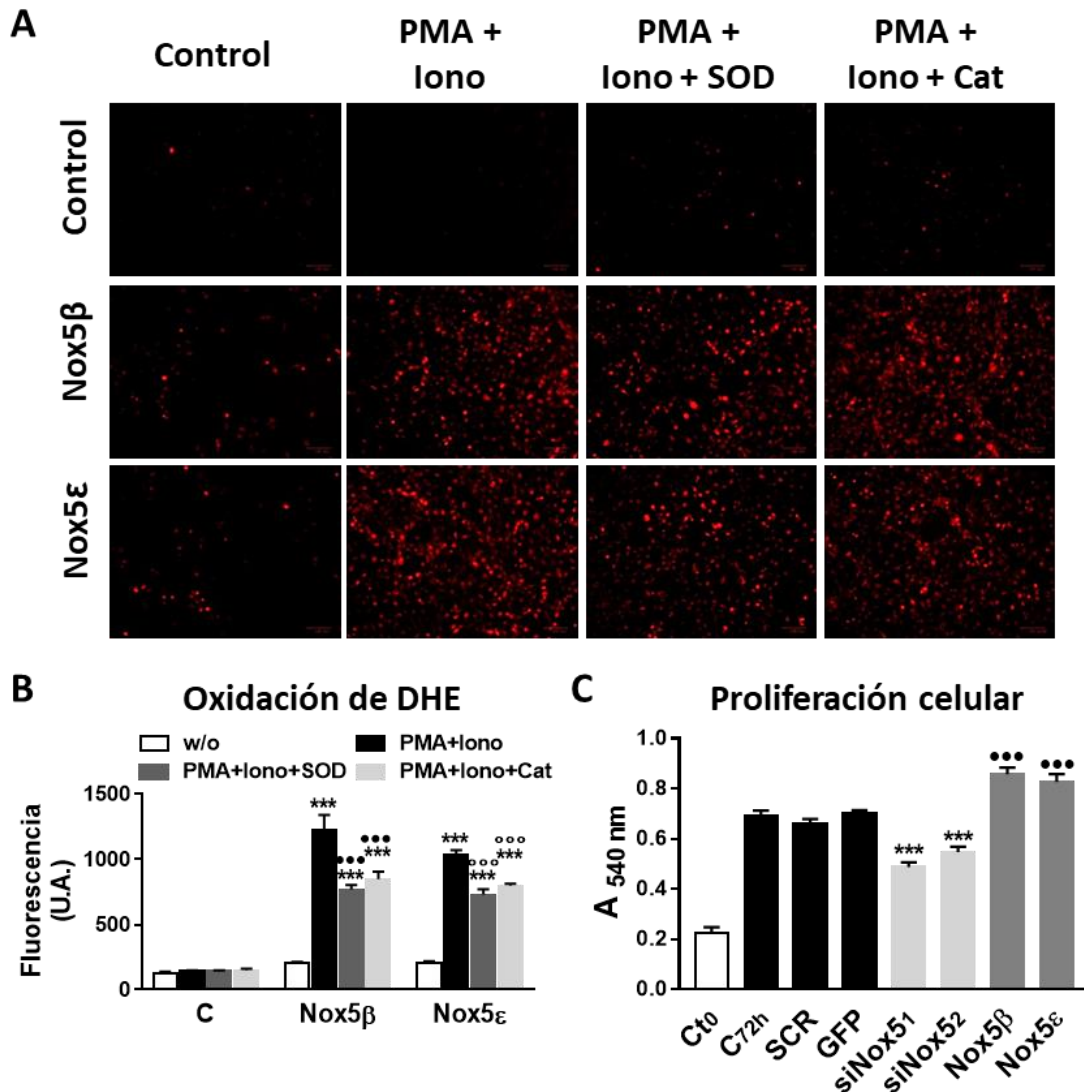 A
Control
PMA +
Iono
PMA +
Iono + SOD
PMA +
Iono + Cat
Control
Nox5β
Nox5ε
B
Oxidación de DHE
w/o
PMA+Iono
PMA+Iono+SOD
PMA+Iono+Cat
Fluorescencia
(U.A.)
1500
1000
500
0
***
•••
***
•••
***
***
°°°
***
°°°
***
C
Nox5β
Nox5ε
C
Proliferación celular
A 540 nm
1.0
0.8
0.6
0.4
0.2
0.0
***
***
•••
•••
Ct0
C72h
SCR
GFP
siNox51
siNox52
Nox5β
Nox5ε